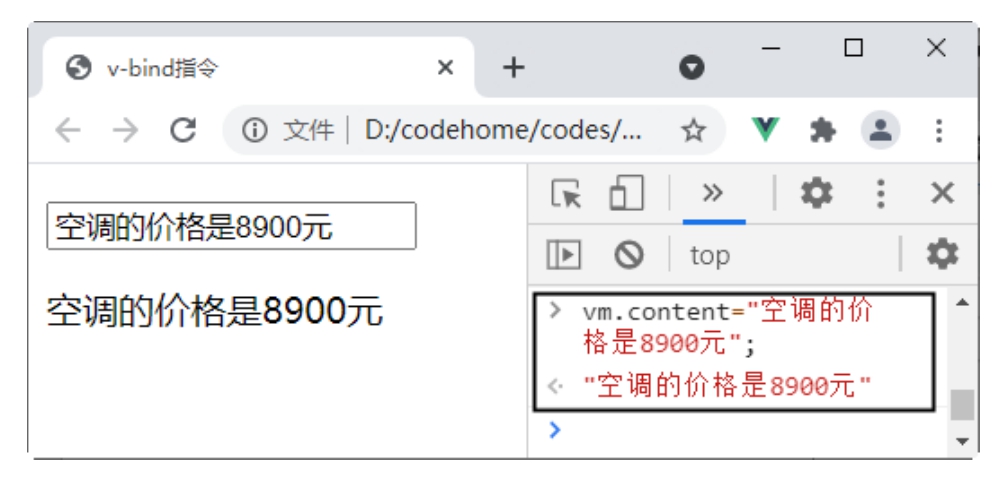 v-bind指令
文件 D:/codehome/codes/...
空调的价格是8900元
空调的价格是8900元
top
vm.content="空调的价
格是8900元";
"空调的价格是8900元"